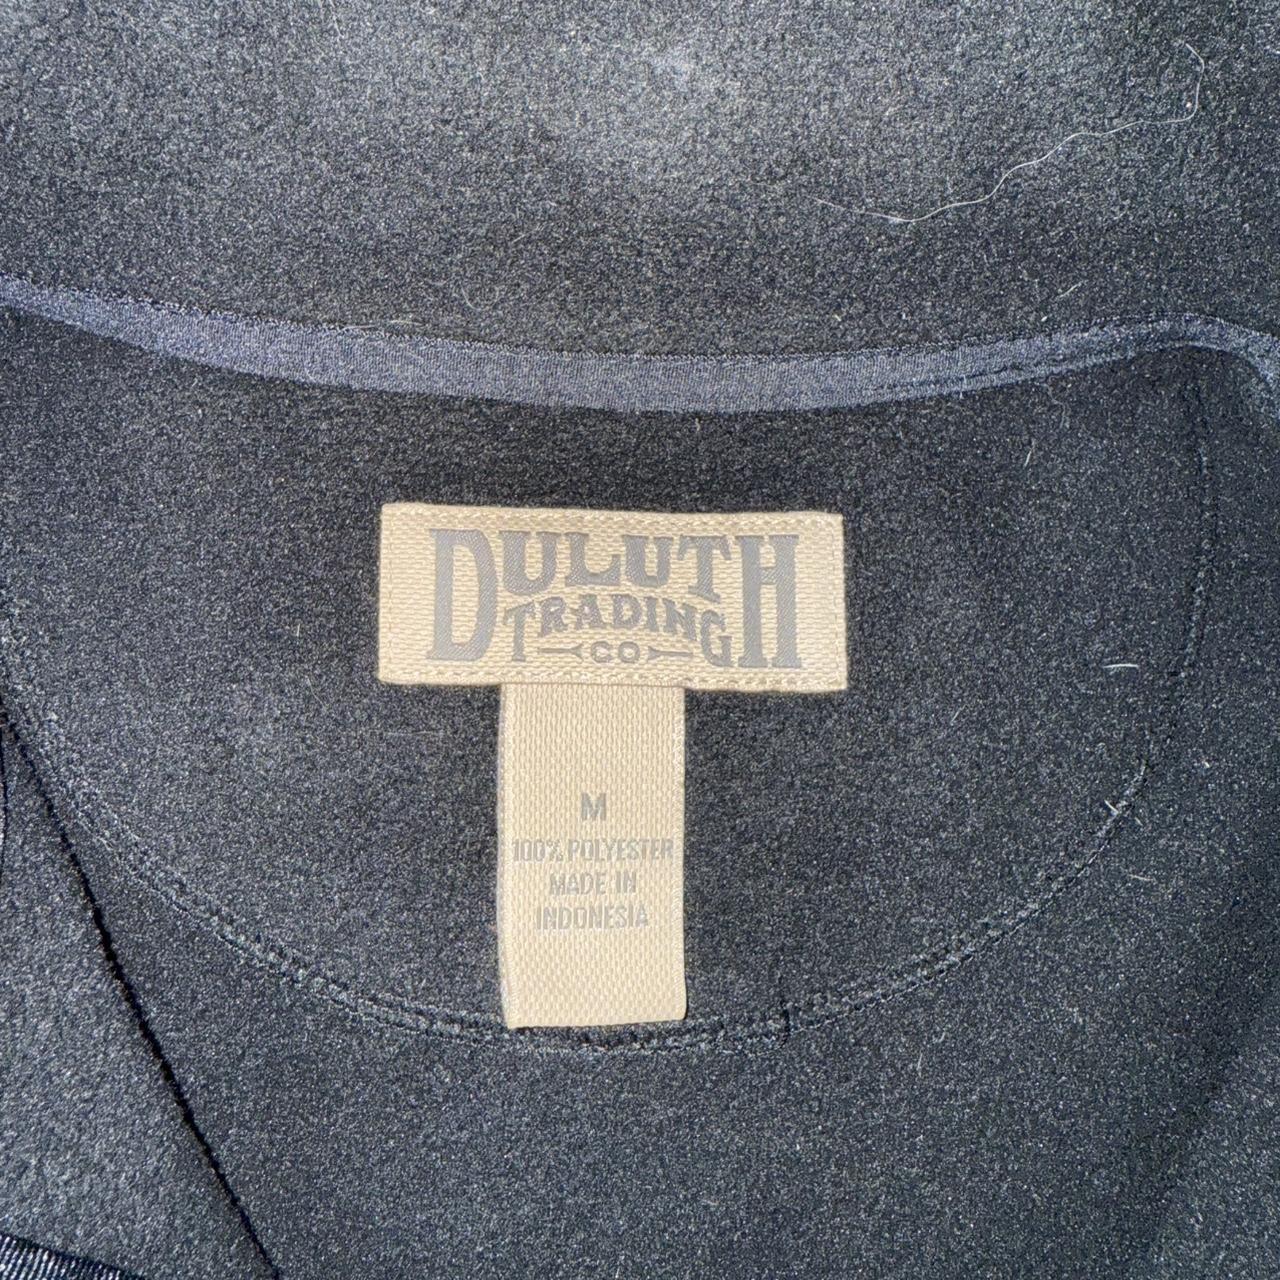 DULUTH
TRADING
CO
M
100% POLYESTER
MADE IN
INDONESIA